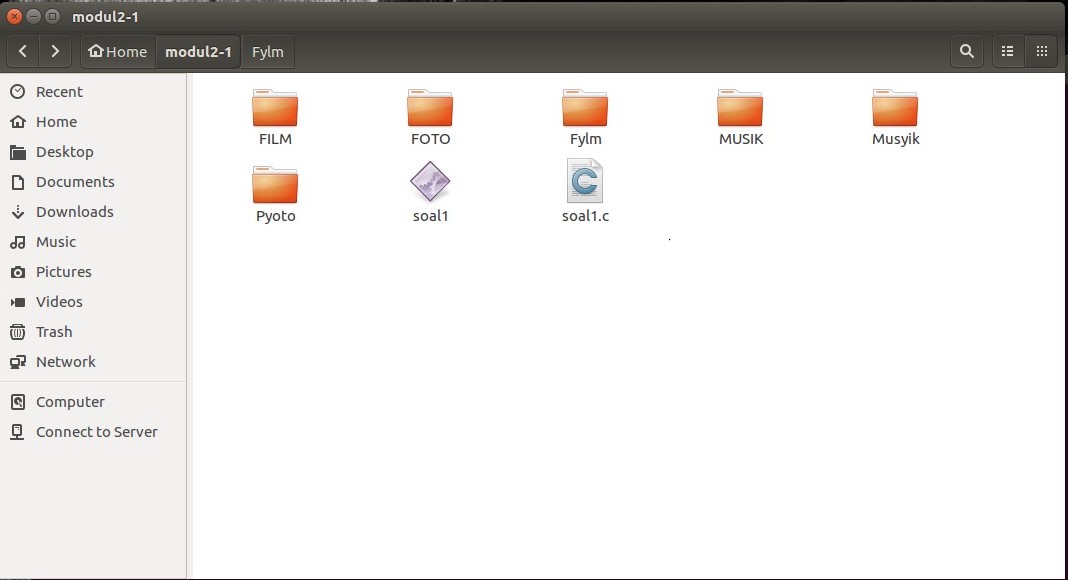 modul2-1
Home modul2-1 Fylm
Recent
Home
Desktop
Documents
Downloads
Music
Pictures
Videos
Trash
Network
Computer
Connect to Server
FILM FOTO Fylm MUSIK Musyik
Pyoto soal1 soal1.c